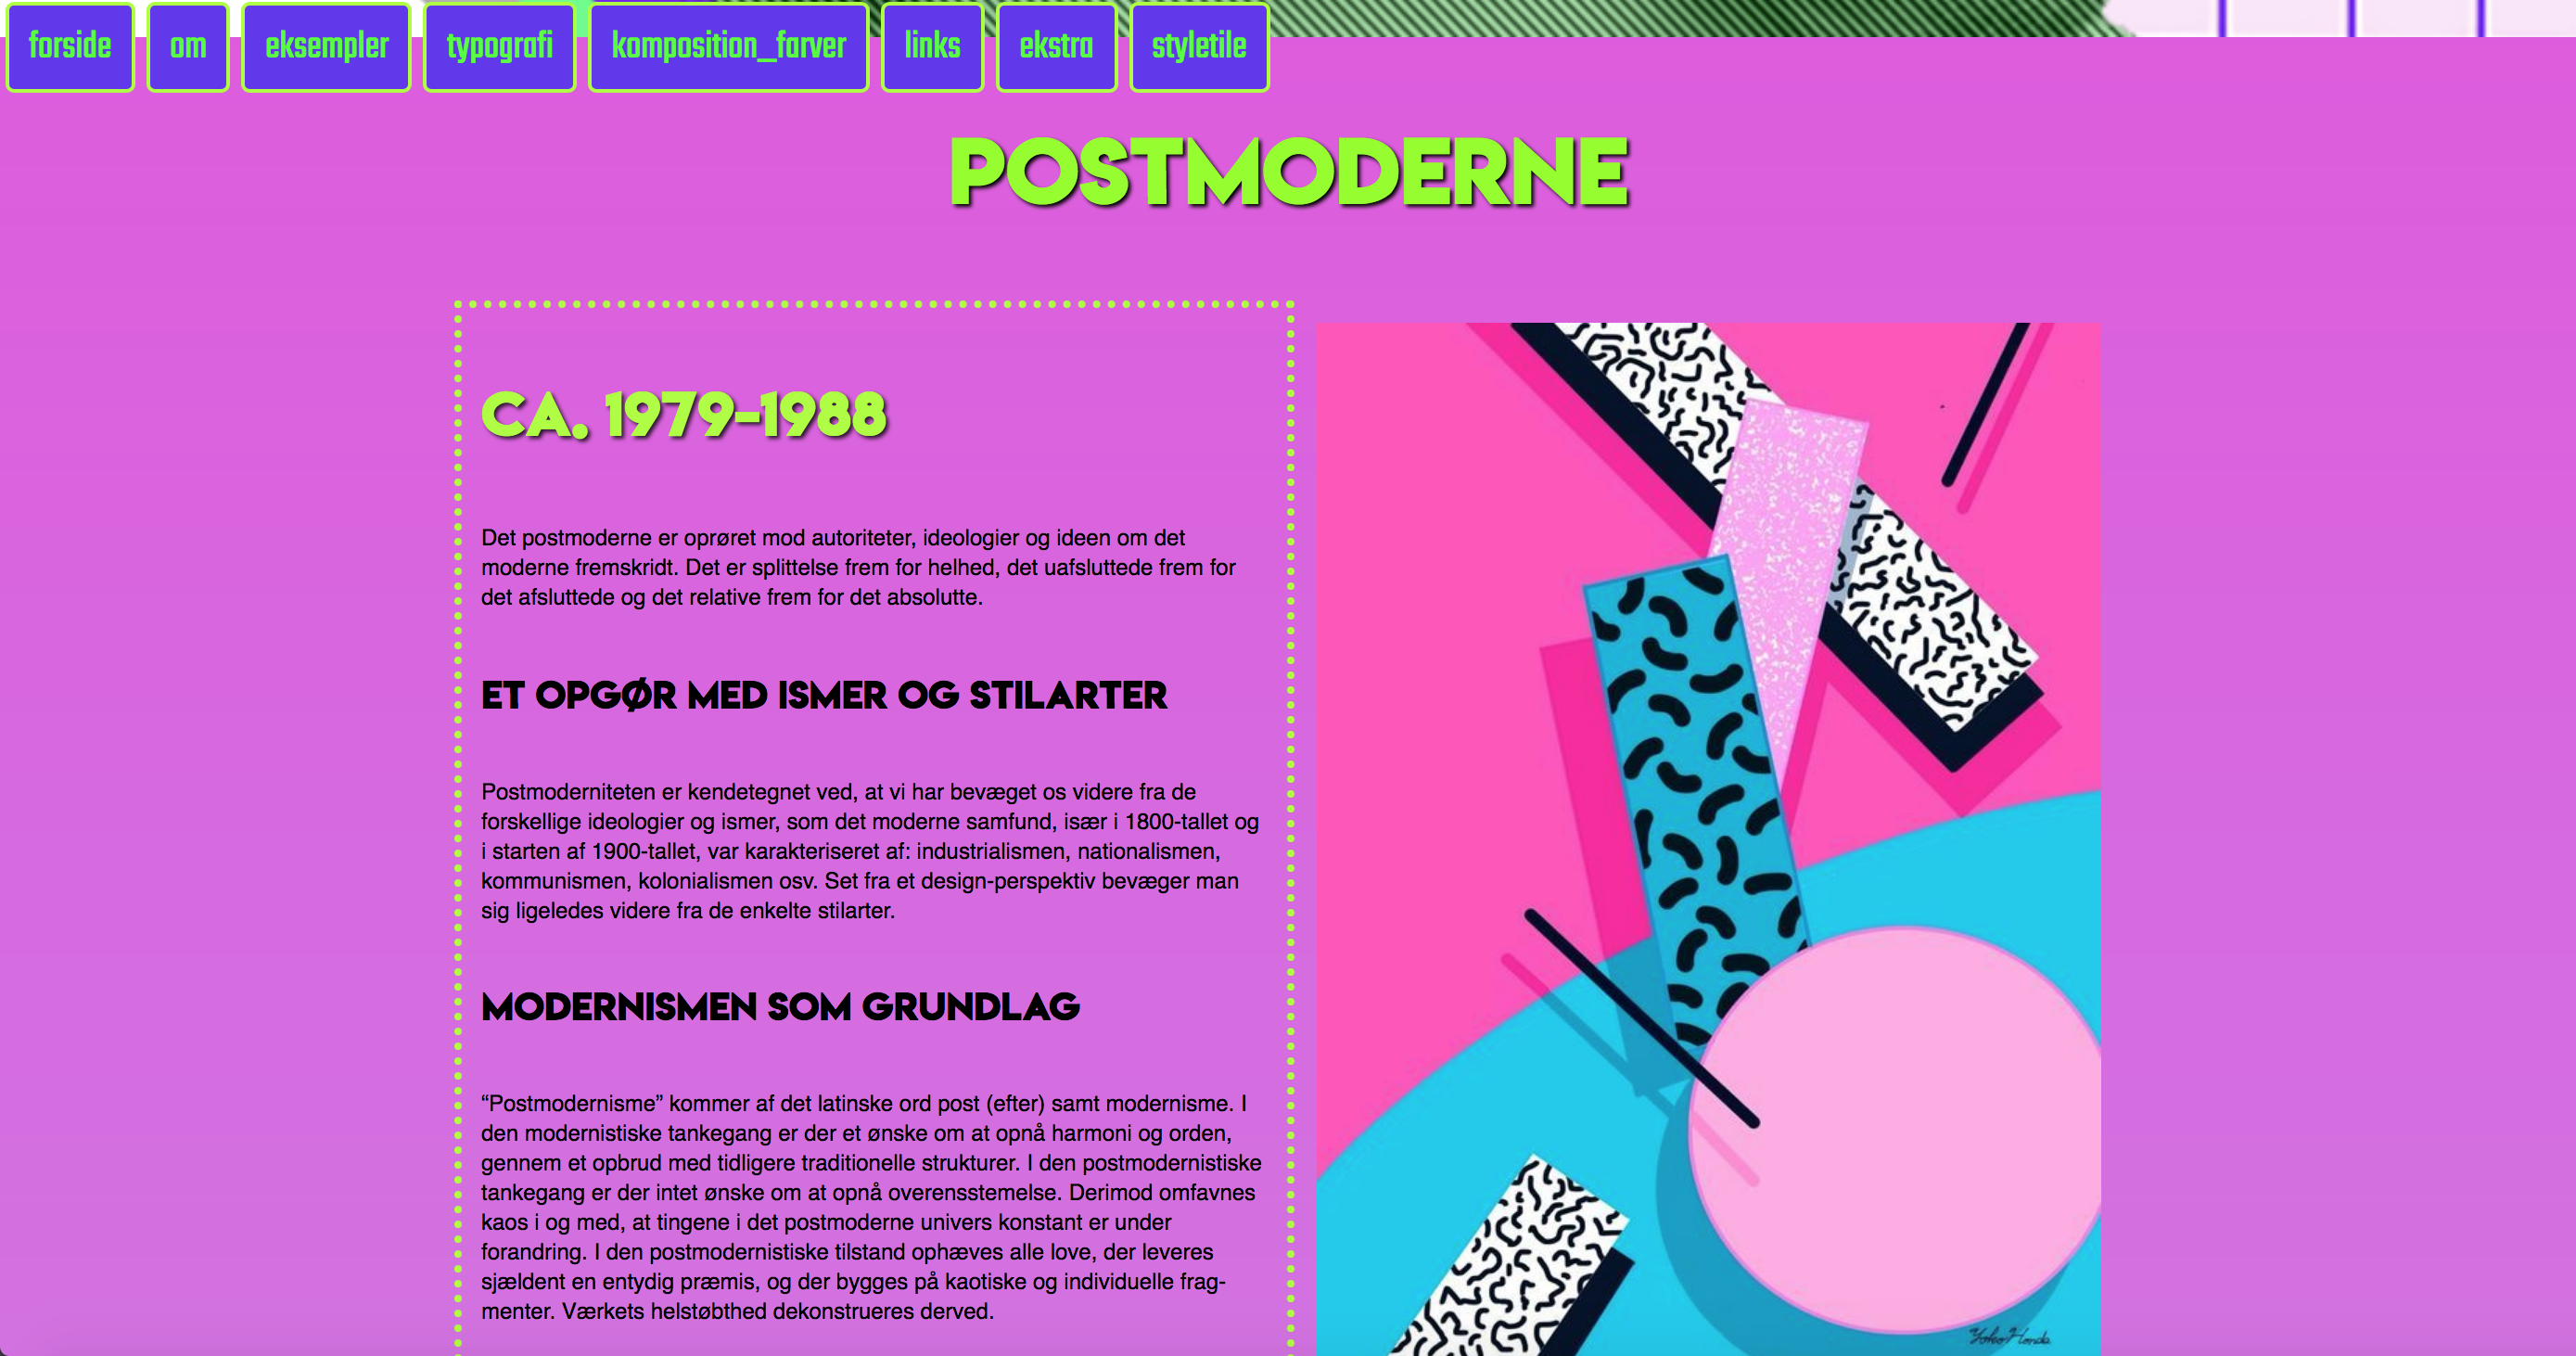 forside om eksempler typografi komposition_farver links ekstra styletile
POSTMODERNE
CA. 1979-1988
Det postmoderne er oprøret mod autoriteter, ideologier og ideen om det
moderne fremskridt. Det er splittelse frem for helhed, det uafsluttede frem for
det afsluttede og det relative frem for det absolutte.
ET OPGØR MED ISMER OG STILARTER
Postmoderniteten er kendetegnet ved, at vi har bevæget os videre fra de
forskellige ideologier og ismer, som det moderne samfund, især i 1800-tallet og
i starten af 1900-tallet, var karakteriseret af: industrialismen, nationalismen,
kommunismen, kolonialismen osv. Set fra et design-perspektiv bevæger man
sig ligeledes videre fra de enkelte stilarter.
MODERNISMEN SOM GRUNDLAG
“Postmodernisme” kommer af det latinske ord post (efter) samt modernisme. I
den modernistiske tankegang er der et ønske om at opnå harmoni og orden,
gennem et opbrud med tidligere traditionelle strukturer. I den postmodernistiske
tankegang er der intet ønske om at opnå overensstemelse. Derimod omfavnes
kaos i og med, at tingene i det postmoderne univers konstant er under
forandring. I den postmodernistiske tilstand ophæves alle love, der leveres
sjældent en entydig præmis, og der bygges på kaotiske og individuelle frag-
menter. Værkets helstøbthed dekonstrueres derved.
Yoko Honda